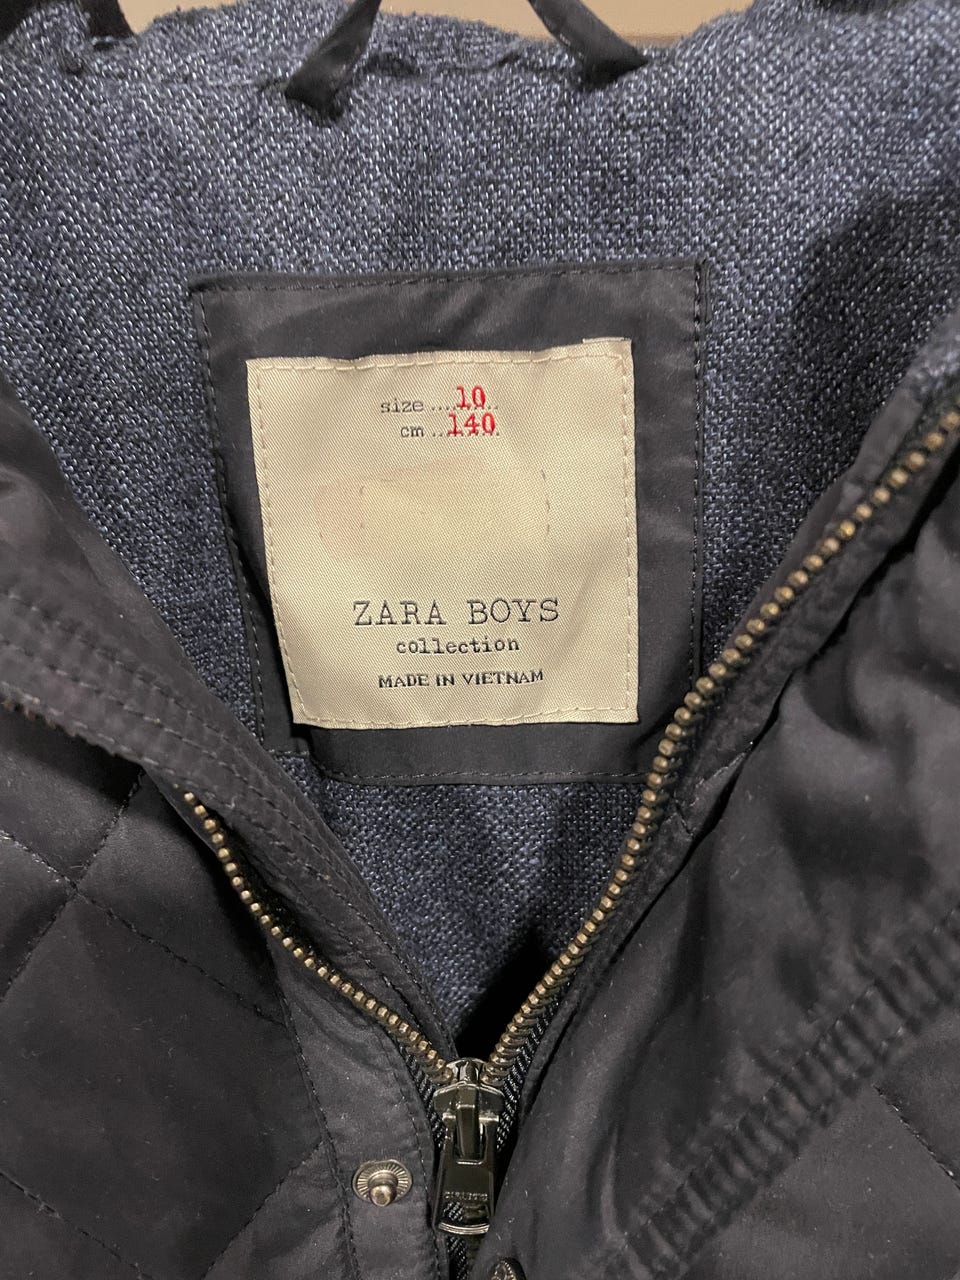 size ....10....
cm ....140....
ZARA BOYS
collection
MADE IN VIETNAM